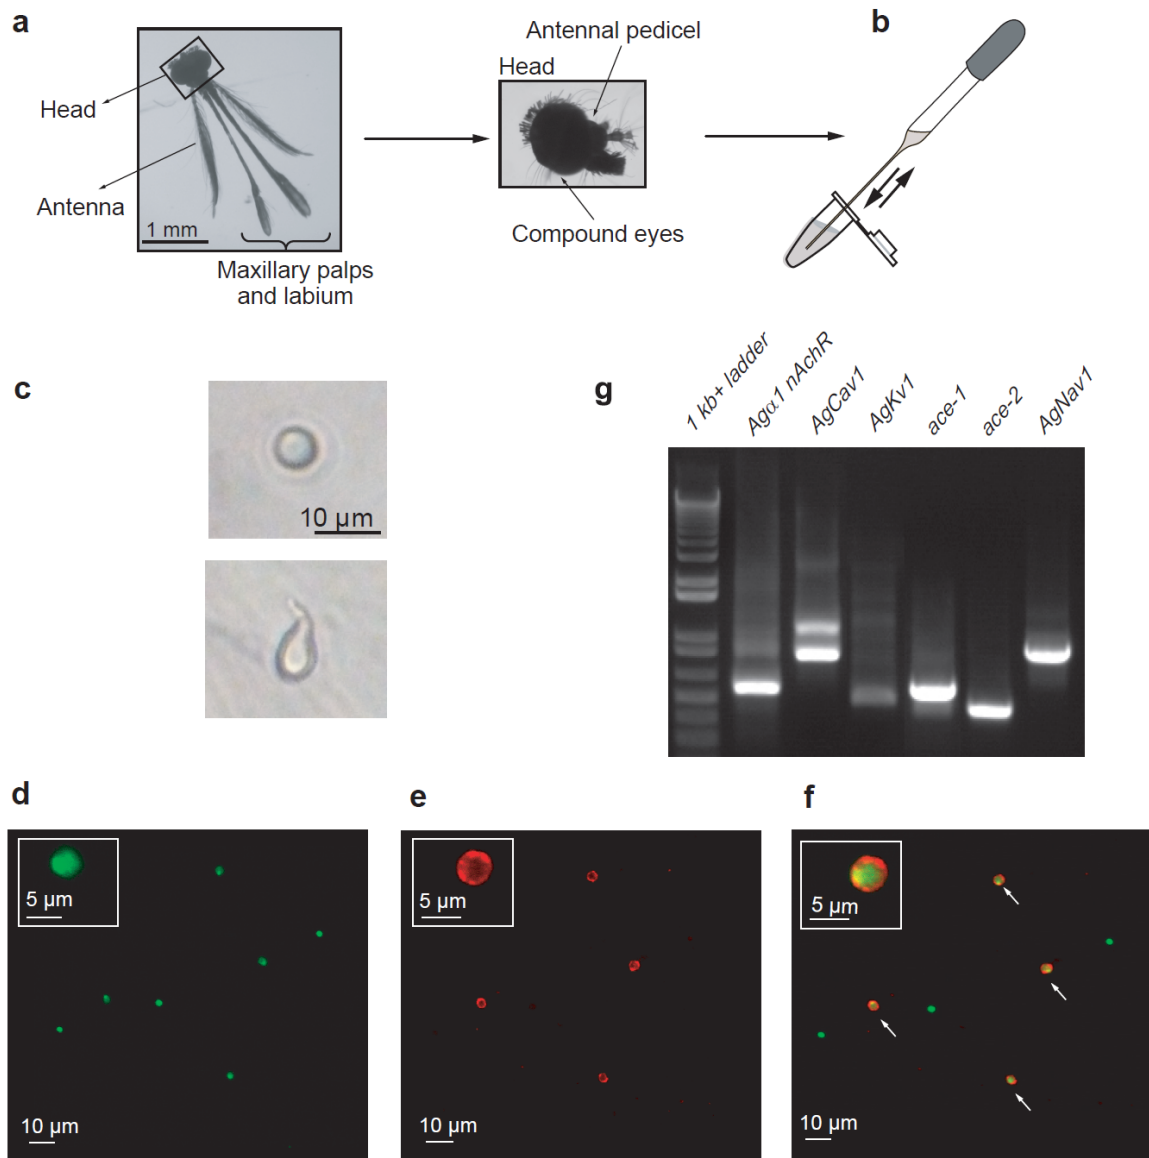 a
Head
Antenna
1 mm
Maxillary palps
and labium
Antennal pedicel
Head
Compound eyes
b
c
10 µm
g
1 kb+ ladder
Agα1 nAchR
AgCav1
AgKv1
ace-1
ace-2
AgNav1
d
5 µm
10 µm
e
5 µm
10 µm
f
5 µm
10 µm